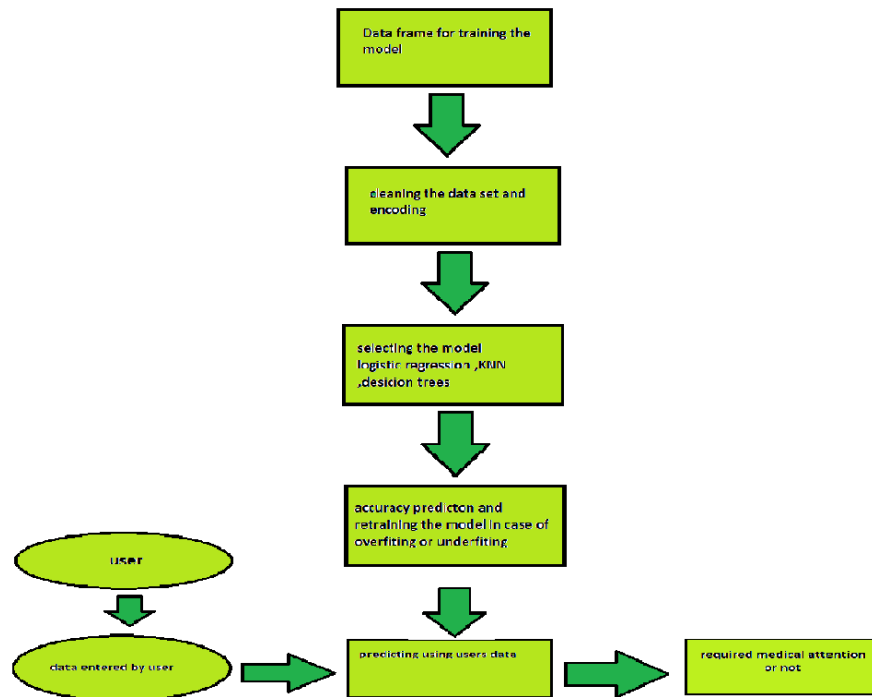 Data frame for training the
model
cleaning the data set and
encoding
selecting the model
logistic regression ,KNN
,desicion trees
accuracy predicton and
retraining the model in case of
overfiting or underfiting
user
data entered by user
predicting using users data
required medical attention
or not